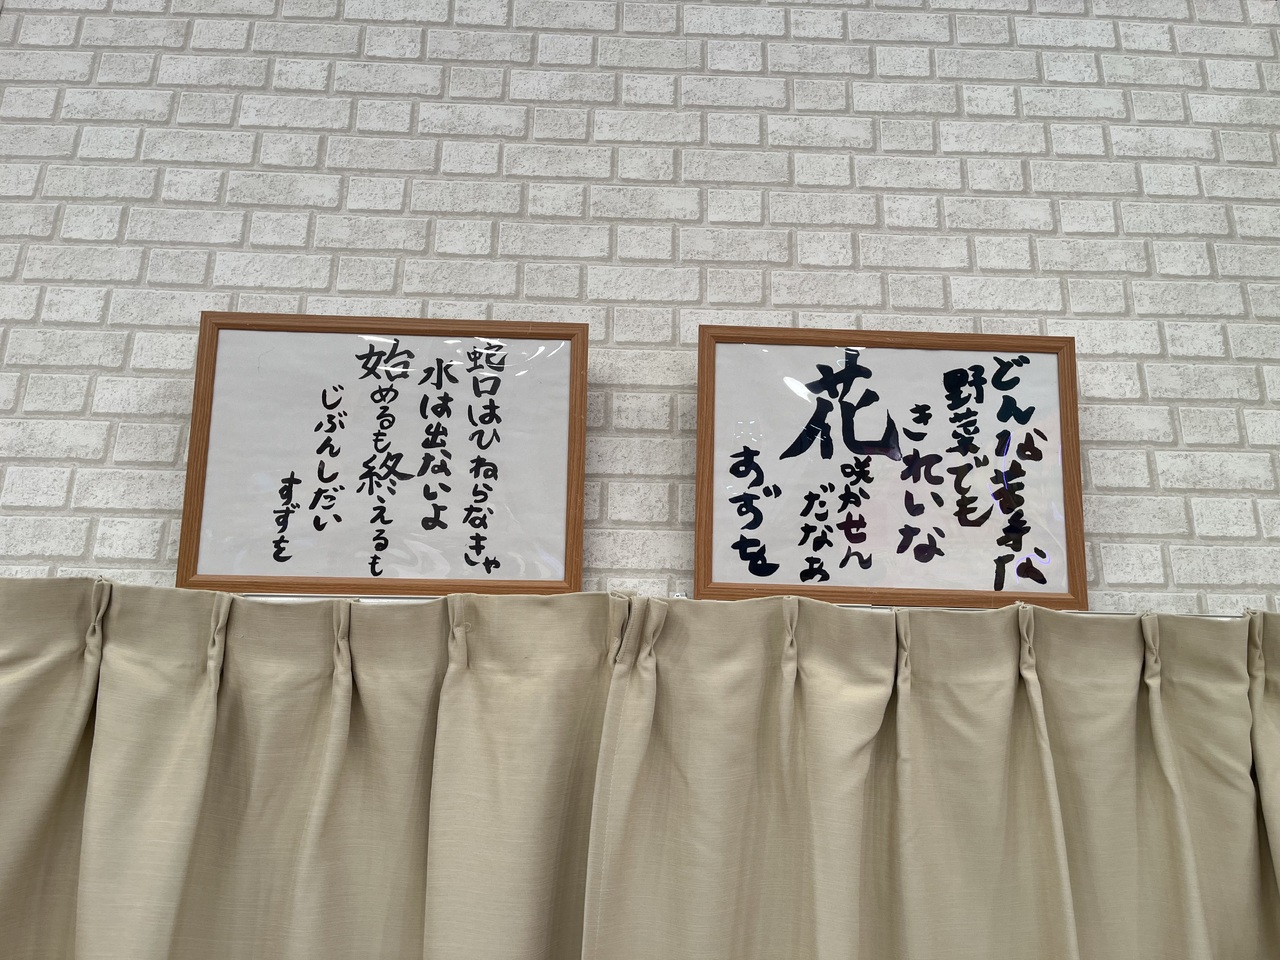 蛇口はひねらなきゃ
水は出ないよ
始めるも終えるも
じぶんしだい
すずを
どんな苦手な
野菜でも
きれいな
花
咲かせん
だなぁ
すずを